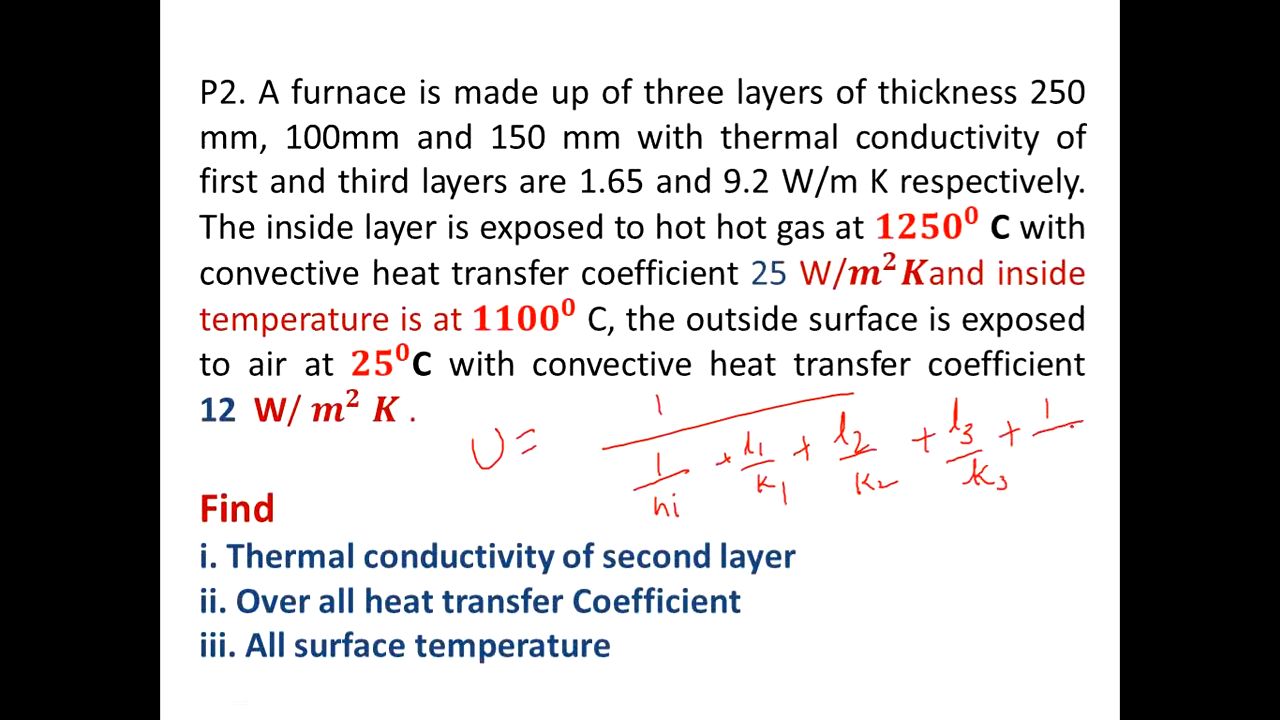 P2. A furnace is made up of three layers of thickness 250
mm, 100mm and 150 mm with thermal conductivity of
first and third layers are 1.65 and 9.2 W/m K respectively.
The inside layer is exposed to hot hot gas at 1250⁰ C with
convective heat transfer coefficient 25 W/m²Kand inside
temperature is at 1100⁰ C, the outside surface is exposed
to air at 25⁰C with convective heat transfer coefficient
12 W/ m² K .
U = 1 / (1/hi + l1/k1 + l2/k2 + l3/k3 + 1/
Find
i. Thermal conductivity of second layer
ii. Over all heat transfer Coefficient
iii. All surface temperature